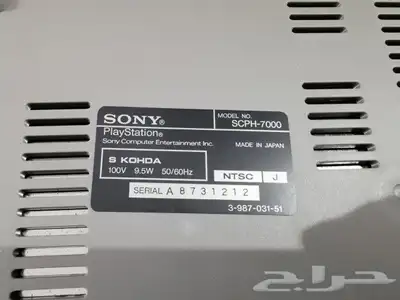 SONY®
MODEL NO.
SCPH-7000
PlayStation®
Sony Computer Entertainment Inc.
MADE IN JAPAN
S KOHDA
100V 9.5W 50/60Hz
NTSC J
SERIAL A8731212
3-987-031-51
حراج